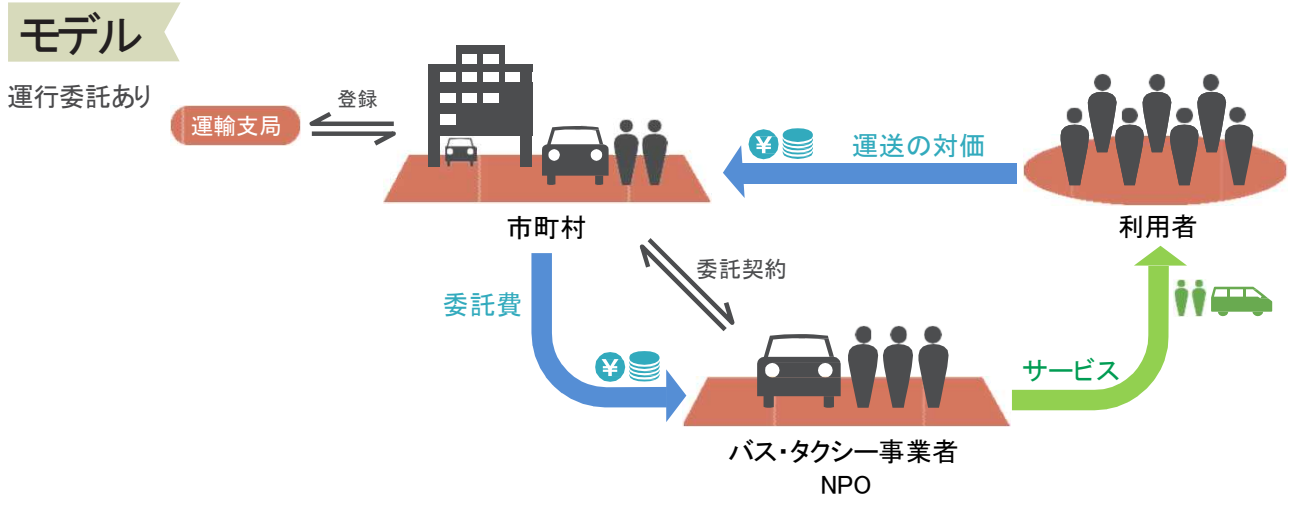 モデル
運行委託あり
運輸支局
登録
¥
運送の対価
市町村
利用者
委託契約
委託費
¥
サービス
バス・タクシー事業者
NPO